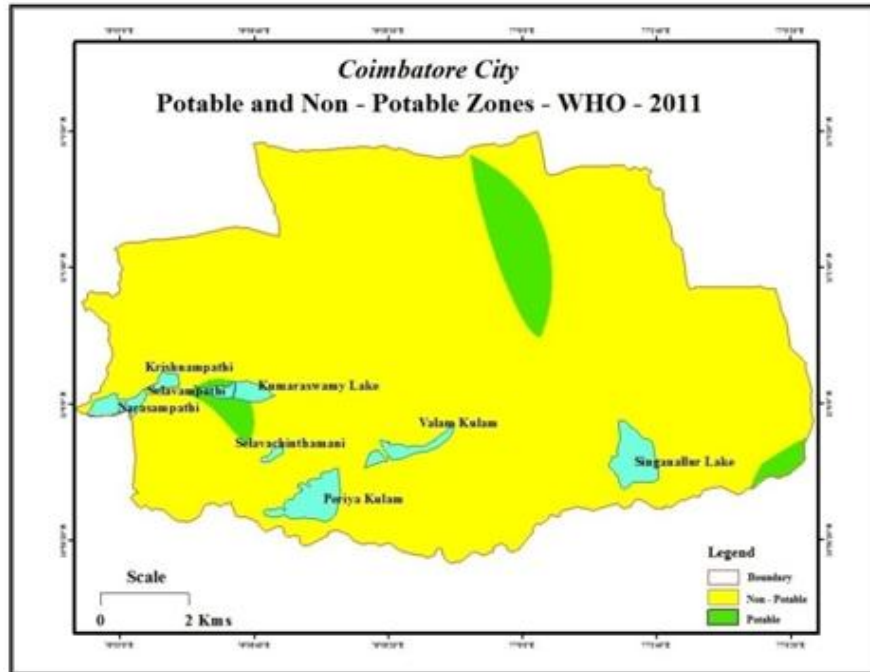 Coimbatore City
Potable and Non - Potable Zones - WHO - 2011
Krishnampathi
Selavampathi
Kumaraswamy Lake
Narasampathi
Valam Kulam
Selavachinthamani
Singanallur Lake
Periya Kulam
Legend
Boundary
Non - Potable
Potable
Scale
0 2 Kms